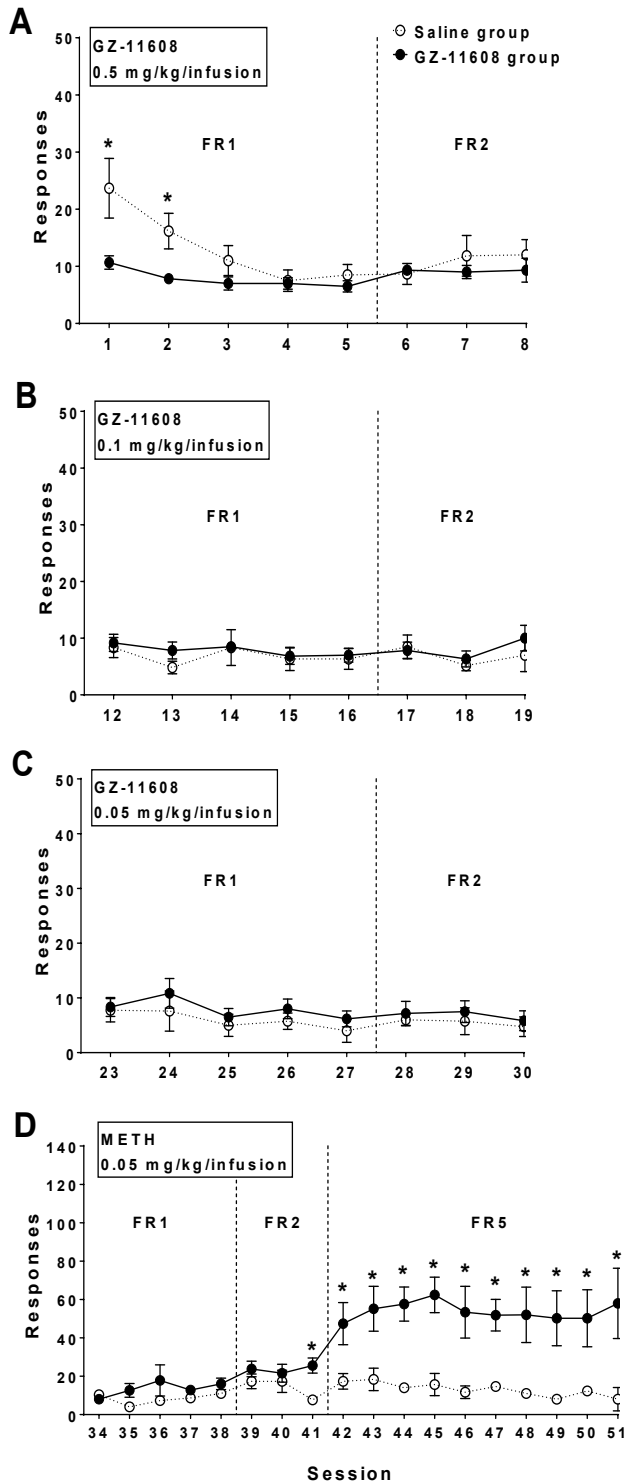 A
GZ-11608
0.5 mg/kg/infusion
Saline group
GZ-11608 group
50
40
30
20
10
0
Responses
FR1
FR2
*
*
1 2 3 4 5 6 7 8
B
GZ-11608
0.1 mg/kg/infusion
50
40
30
20
10
0
Responses
FR1
FR2
12 13 14 15 16 17 18 19
C
GZ-11608
0.05 mg/kg/infusion
50
40
30
20
10
0
Responses
FR1
FR2
23 24 25 26 27 28 29 30
D
METH
0.05 mg/kg/infusion
140
120
100
80
60
40
20
0
Responses
FR1
FR2
FR5
* * * * * * * * * * *
34 35 36 37 38 39 40 41 42 43 44 45 46 47 48 49 50 51
Session